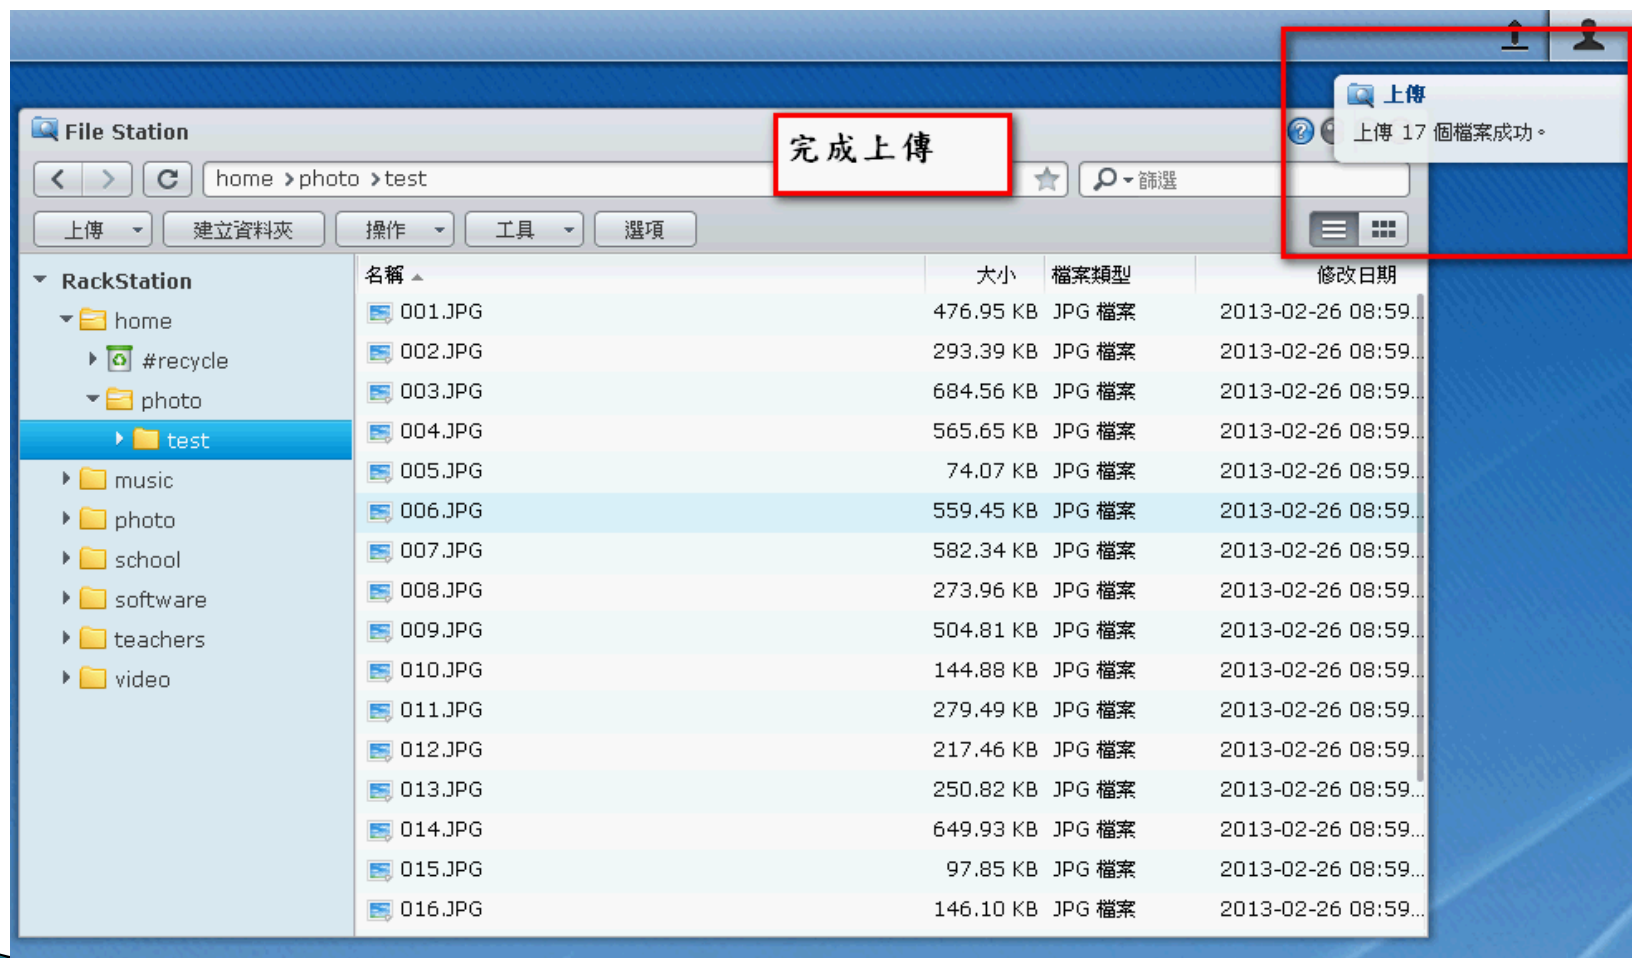 上傳
上傳 17 個檔案成功。
File Station
完成上傳
home > photo > test
篩選
上傳 建立資料夾 操作 工具 選項
RackStation
home
#recycle
photo
test
music
photo
school
software
teachers
video
名稱 大小 檔案類型 修改日期
001.JPG 476.95 KB JPG 檔案 2013-02-26 08:59...
002.JPG 293.39 KB JPG 檔案 2013-02-26 08:59...
003.JPG 684.56 KB JPG 檔案 2013-02-26 08:59...
004.JPG 565.65 KB JPG 檔案 2013-02-26 08:59...
005.JPG 74.07 KB JPG 檔案 2013-02-26 08:59...
006.JPG 559.45 KB JPG 檔案 2013-02-26 08:59...
007.JPG 582.34 KB JPG 檔案 2013-02-26 08:59...
008.JPG 273.96 KB JPG 檔案 2013-02-26 08:59...
009.JPG 504.81 KB JPG 檔案 2013-02-26 08:59...
010.JPG 144.88 KB JPG 檔案 2013-02-26 08:59...
011.JPG 279.49 KB JPG 檔案 2013-02-26 08:59...
012.JPG 217.46 KB JPG 檔案 2013-02-26 08:59...
013.JPG 250.82 KB JPG 檔案 2013-02-26 08:59...
014.JPG 649.93 KB JPG 檔案 2013-02-26 08:59...
015.JPG 97.85 KB JPG 檔案 2013-02-26 08:59...
016.JPG 146.10 KB JPG 檔案 2013-02-26 08:59...